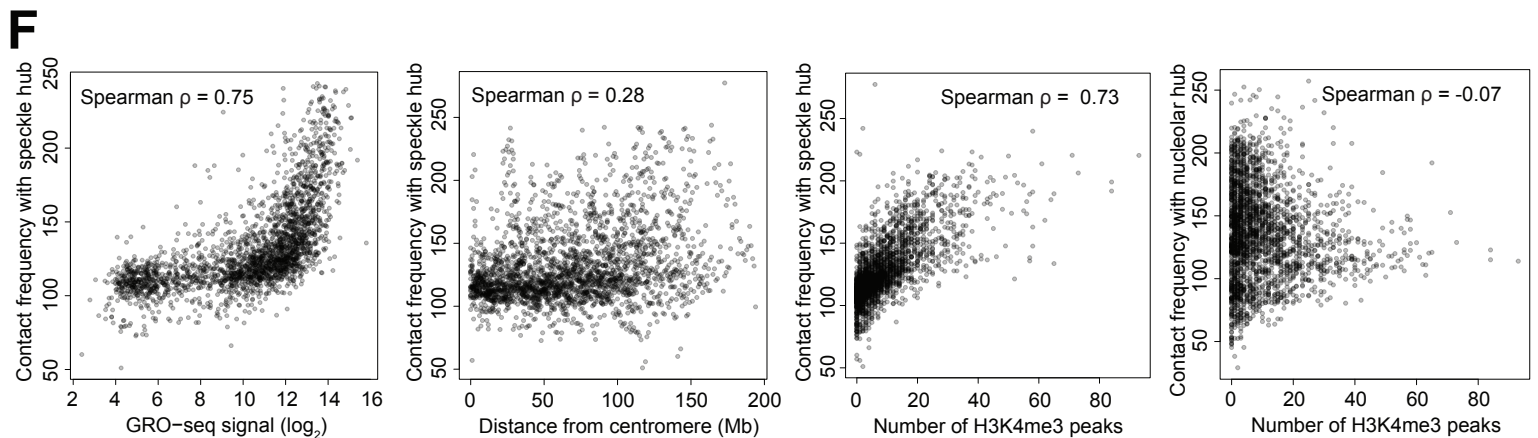 F
Contact frequency with speckle hub
50 100 150 200 250
Spearman ρ = 0.75
2 4 6 8 10 12 14 16
GRO−seq signal (log₂)
Contact frequency with speckle hub
50 100 150 200 250
Spearman ρ = 0.28
0 50 100 150 200
Distance from centromere (Mb)
Contact frequency with speckle hub
50 100 150 200 250
Spearman ρ = 0.73
0 20 40 60 80
Number of H3K4me3 peaks
Contact frequency with nucleolar hub
50 100 150 200 250
Spearman ρ = -0.07
0 20 40 60 80
Number of H3K4me3 peaks